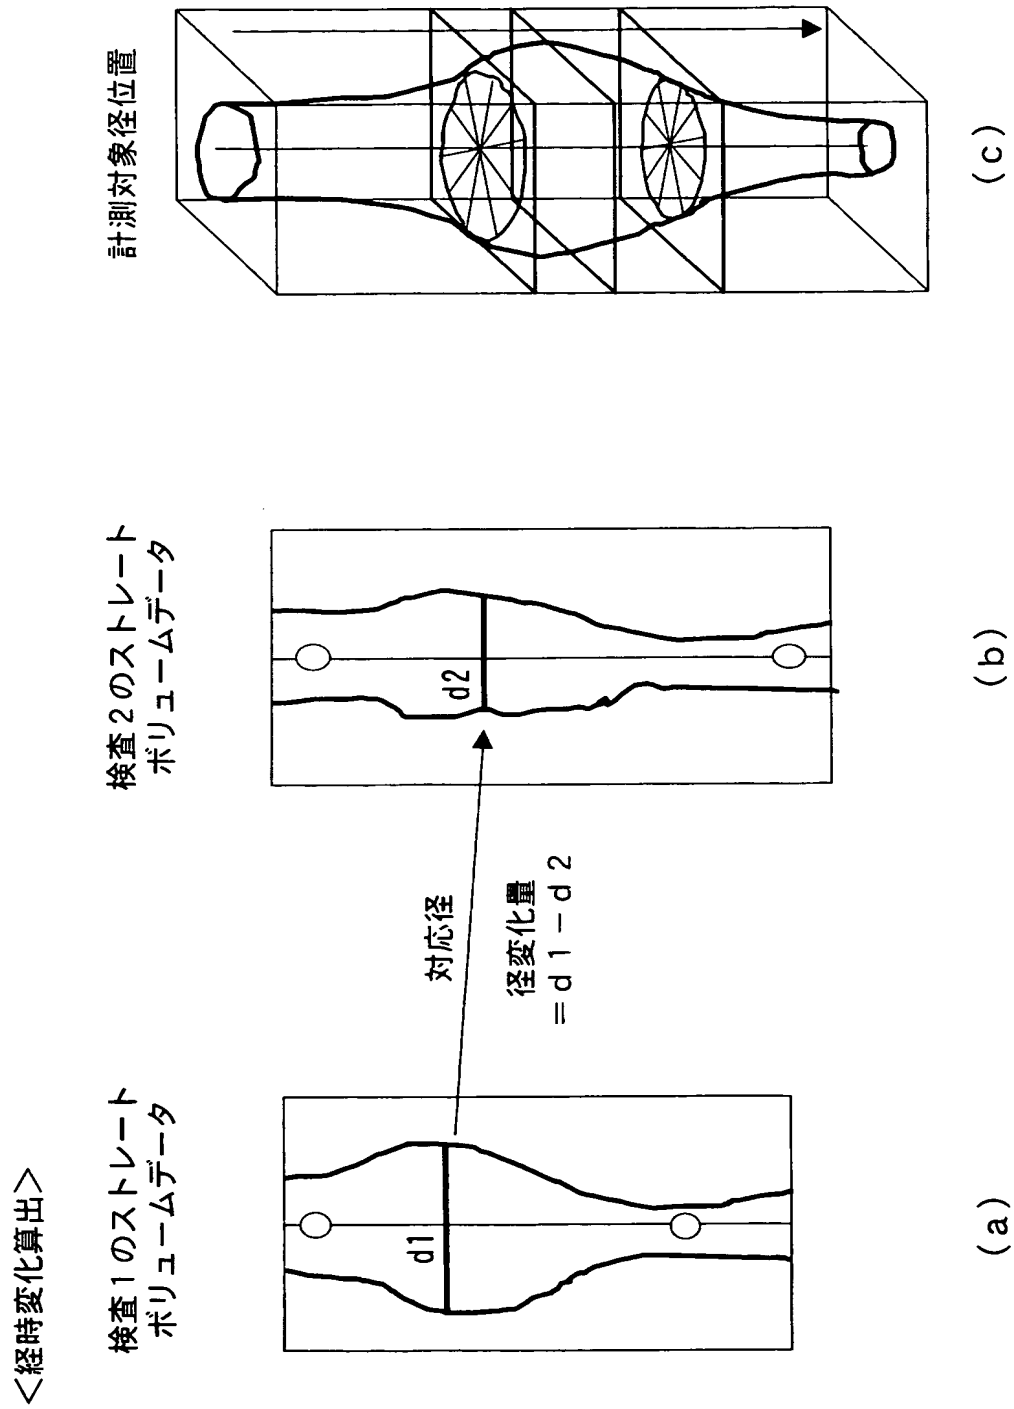 <経時変化算出>
検査1のストレート
ボリュームデータ
d1
(a)
対応径
径変化量
=d1-d2
検査2のストレート
ボリュームデータ
d2
(b)
計測対象径位置
(c)